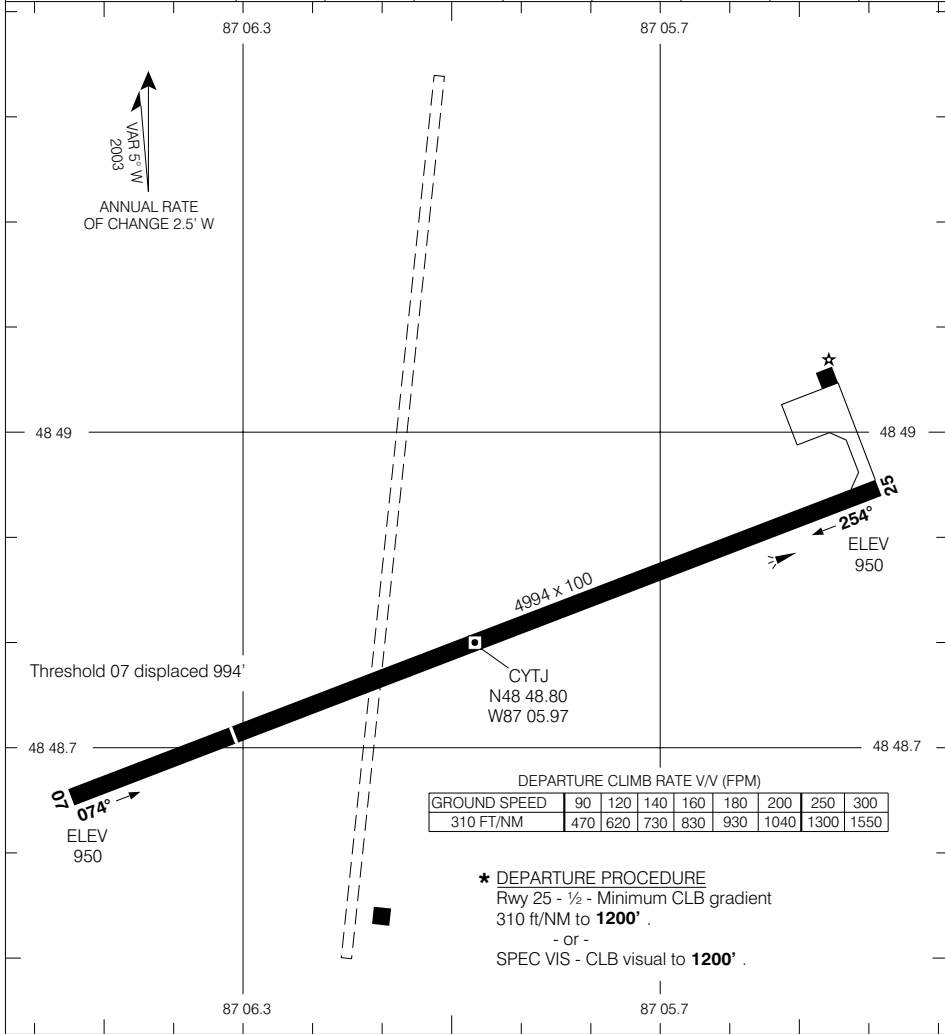 87 06.3
87 05.7
VAR 5° W
2003
ANNUAL RATE
OF CHANGE 2.5' W
48 49
48 49
25
254°
ELEV
950
4994 x 100
Threshold 07 displaced 994'
CYTJ
N48 48.80
W87 05.97
48 48.7
48 48.7
07
074°
ELEV
950
DEPARTURE CLIMB RATE V/V (FPM)
GROUND SPEED 90 120 140 160 180 200 250 300
310 FT/NM 470 620 730 830 930 1040 1300 1550
* DEPARTURE PROCEDURE
Rwy 25 - ½ - Minimum CLB gradient
310 ft/NM to 1200' .
- or -
SPEC VIS - CLB visual to 1200' .
87 06.3
87 05.7